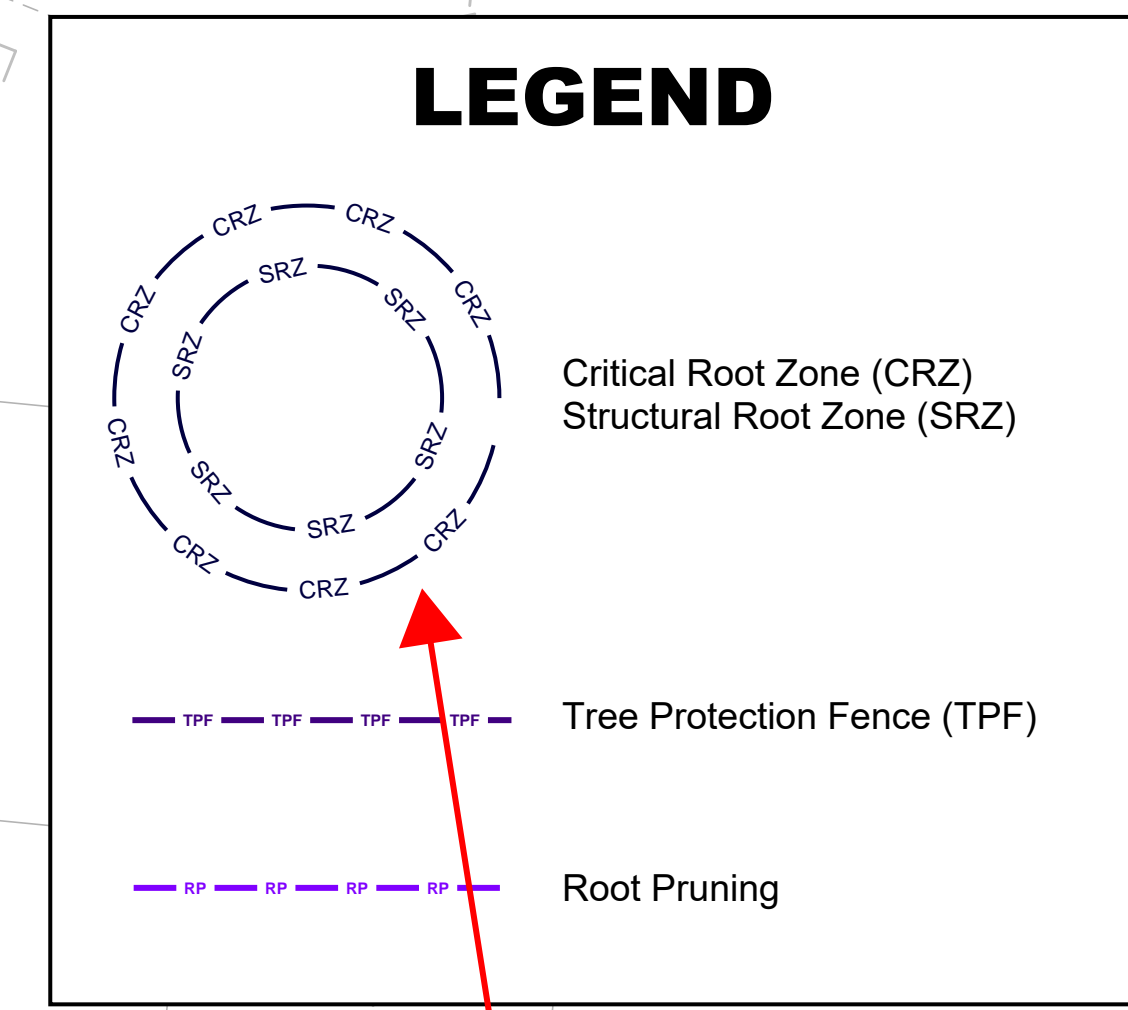 LEGEND
CRZ CRZ CRZ CRZ CRZ CRZ CRZ CRZ
SRZ SRZ SRZ SRZ SRZ SRZ
Critical Root Zone (CRZ)
Structural Root Zone (SRZ)
TPF TPF TPF TPF
Tree Protection Fence (TPF)
RP RP RP RP
Root Pruning